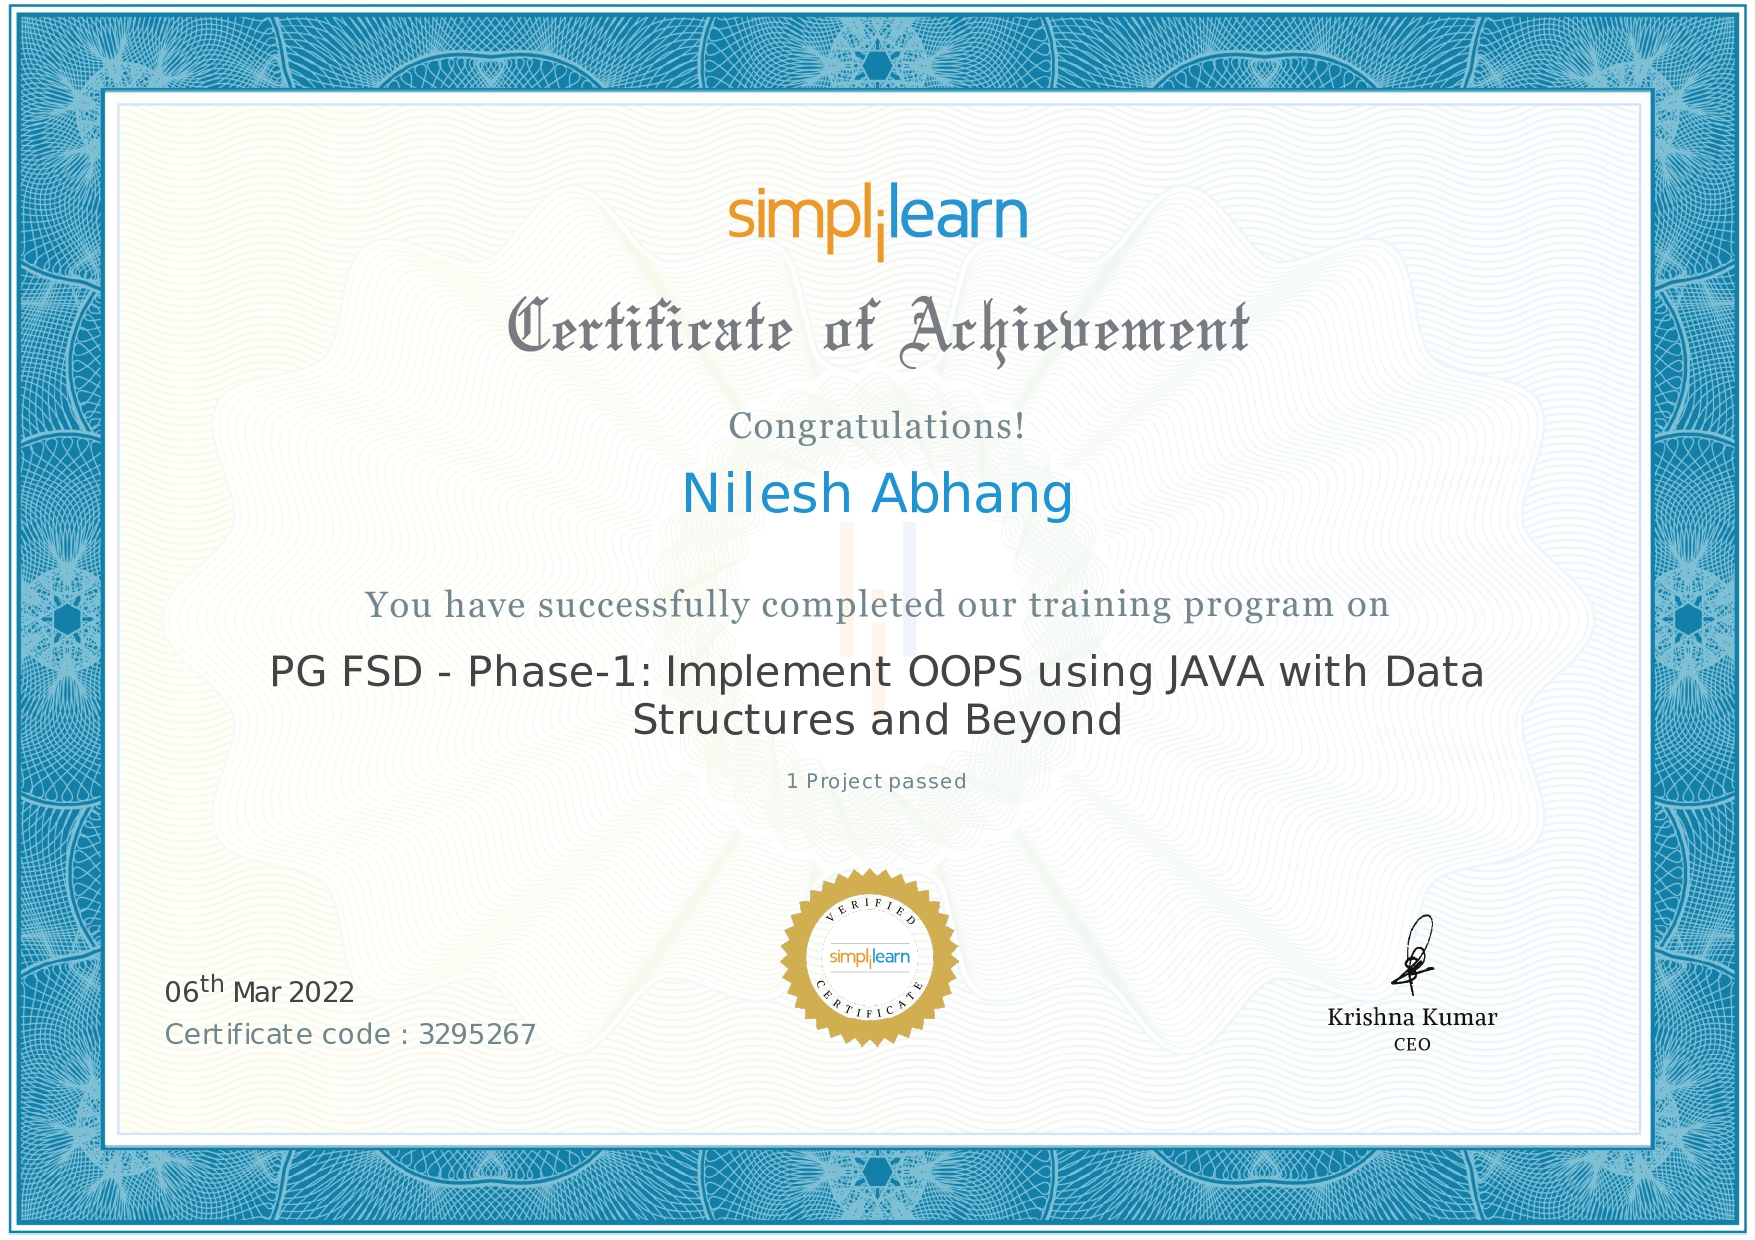 simplilearn
Certificate of Achievement
Congratulations!
Nilesh Abhang
You have successfully completed our training program on
PG FSD - Phase-1: Implement OOPS using JAVA with Data
Structures and Beyond
1 Project passed
VERIFIED
simplilearn
CERTIFICATE
06th Mar 2022
Certificate code : 3295267
Krishna Kumar
CEO